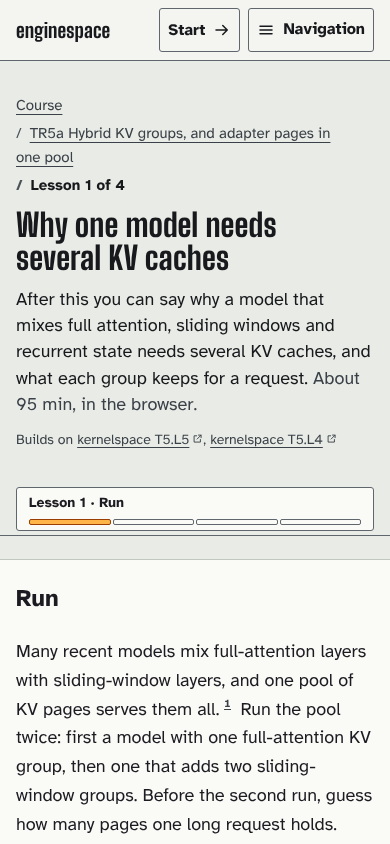 enginespace
Start →
Navigation
Course
/ TR5a Hybrid KV groups, and adapter pages in
one pool
/ Lesson 1 of 4
Why one model needs
several KV caches
After this you can say why a model that
mixes full attention, sliding windows and
recurrent state needs several KV caches, and
what each group keeps for a request. About
95 min, in the browser.
Builds on kernelspace T5.L5, kernelspace T5.L4
Lesson 1 · Run
Run
Many recent models mix full-attention layers
with sliding-window layers, and one pool of
KV pages serves them all. 1 Run the pool
twice: first a model with one full-attention KV
group, then one that adds two sliding-
window groups. Before the second run, guess
how many pages one long request holds.